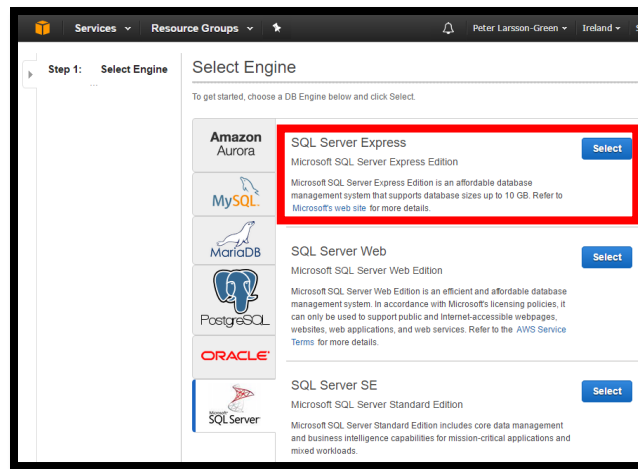 Services Resource Groups Peter Larsson-Green Ireland S
Step 1: Select Engine
...
Select Engine
To get started, choose a DB Engine below and click Select.
Amazon
Aurora
MySQL
MariaDB
PostgreSQL
ORACLE
Microsoft
SQL Server
SQL Server Express
Select
Microsoft SQL Server Express Edition
Microsoft SQL Server Express Edition is an affordable database
management system that supports database sizes up to 10 GB. Refer to
Microsoft's web site for more details.
SQL Server Web
Select
Microsoft SQL Server Web Edition
Microsoft SQL Server Web Edition is an efficient and affordable database
management system. In accordance with Microsoft's licensing policies, it
can only be used to support public and Internet-accessible webpages,
websites, web applications, and web services. Refer to the AWS Service
Terms for more details.
SQL Server SE
Select
Microsoft SQL Server Standard Edition
Microsoft SQL Server Standard Edition includes core data management
and business intelligence capabilities for mission-critical applications and
mixed workloads.